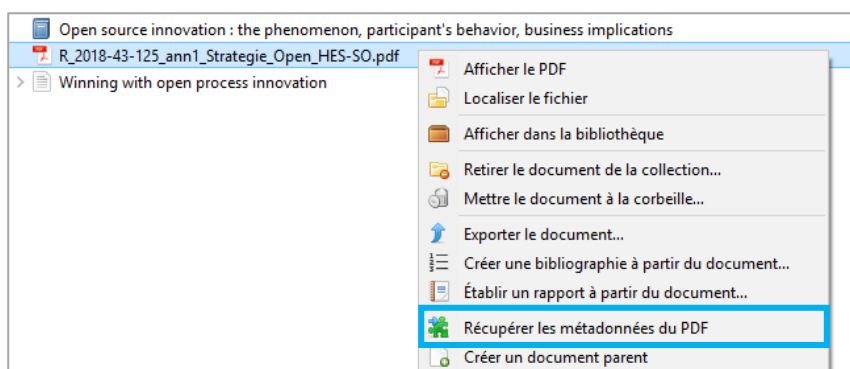 Open source innovation : the phenomenon, participant's behavior, business implications
R_2018-43-125_ann1_Strategie_Open_HES-SO.pdf
Winning with open process innovation
Afficher le PDF
Localiser le fichier
Afficher dans la bibliothèque
Retirer le document de la collection...
Mettre le document à la corbeille...
Exporter le document...
Créer une bibliographie à partir du document...
Établir un rapport à partir du document...
Récupérer les métadonnées du PDF
Créer un document parent